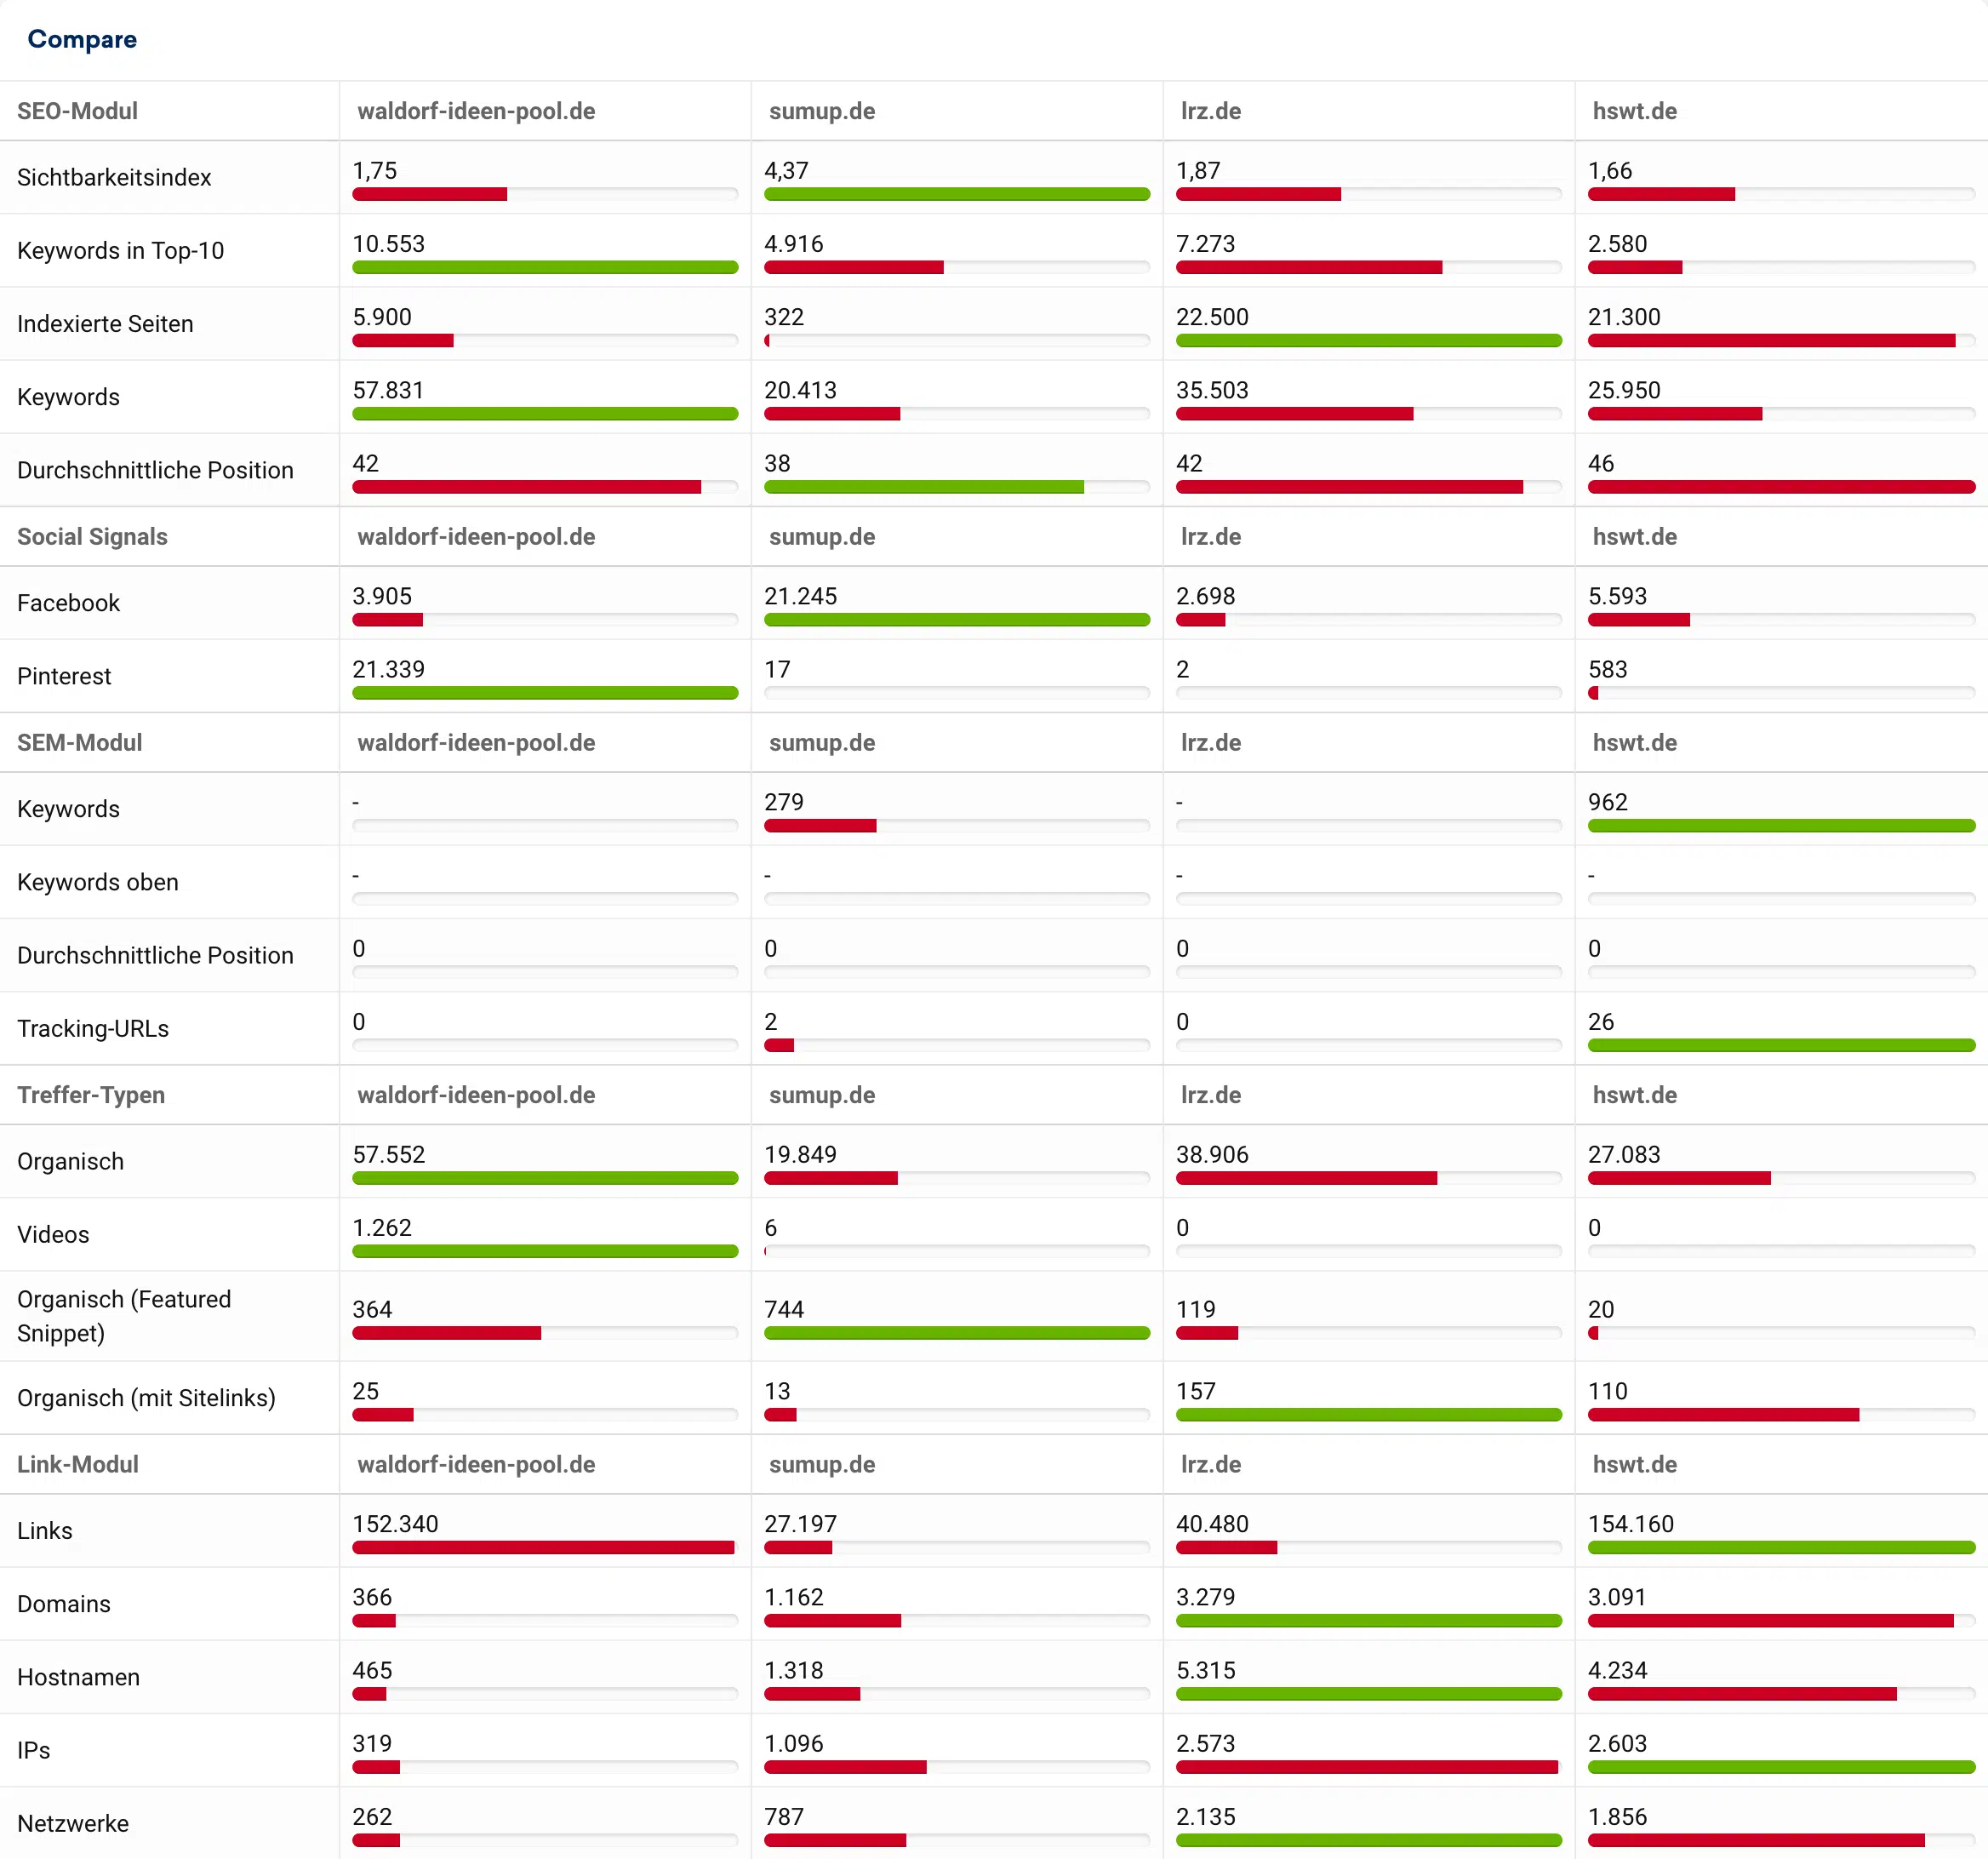 Compare
SEO-Modul waldorf-ideen-pool.de sumup.de lrz.de hswt.de
Sichtbarkeitsindex 1,75 4,37 1,87 1,66
Keywords in Top-10 10.553 4.916 7.273 2.580
Indexierte Seiten 5.900 322 22.500 21.300
Keywords 57.831 20.413 35.503 25.950
Durchschnittliche Position 42 38 42 46
Social Signals waldorf-ideen-pool.de sumup.de lrz.de hswt.de
Facebook 3.905 21.245 2.698 5.593
Pinterest 21.339 17 2 583
SEM-Modul waldorf-ideen-pool.de sumup.de lrz.de hswt.de
Keywords - 279 - 962
Keywords oben - - - -
Durchschnittliche Position 0 0 0 0
Tracking-URLs 0 2 0 26
Treffer-Typen waldorf-ideen-pool.de sumup.de lrz.de hswt.de
Organisch 57.552 19.849 38.906 27.083
Videos 1.262 6 0 0
Organisch (Featured
Snippet) 364 744 119 20
Organisch (mit Sitelinks) 25 13 157 110
Link-Modul waldorf-ideen-pool.de sumup.de lrz.de hswt.de
Links 152.340 27.197 40.480 154.160
Domains 366 1.162 3.279 3.091
Hostnamen 465 1.318 5.315 4.234
IPs 319 1.096 2.573 2.603
Netzwerke 262 787 2.135 1.856